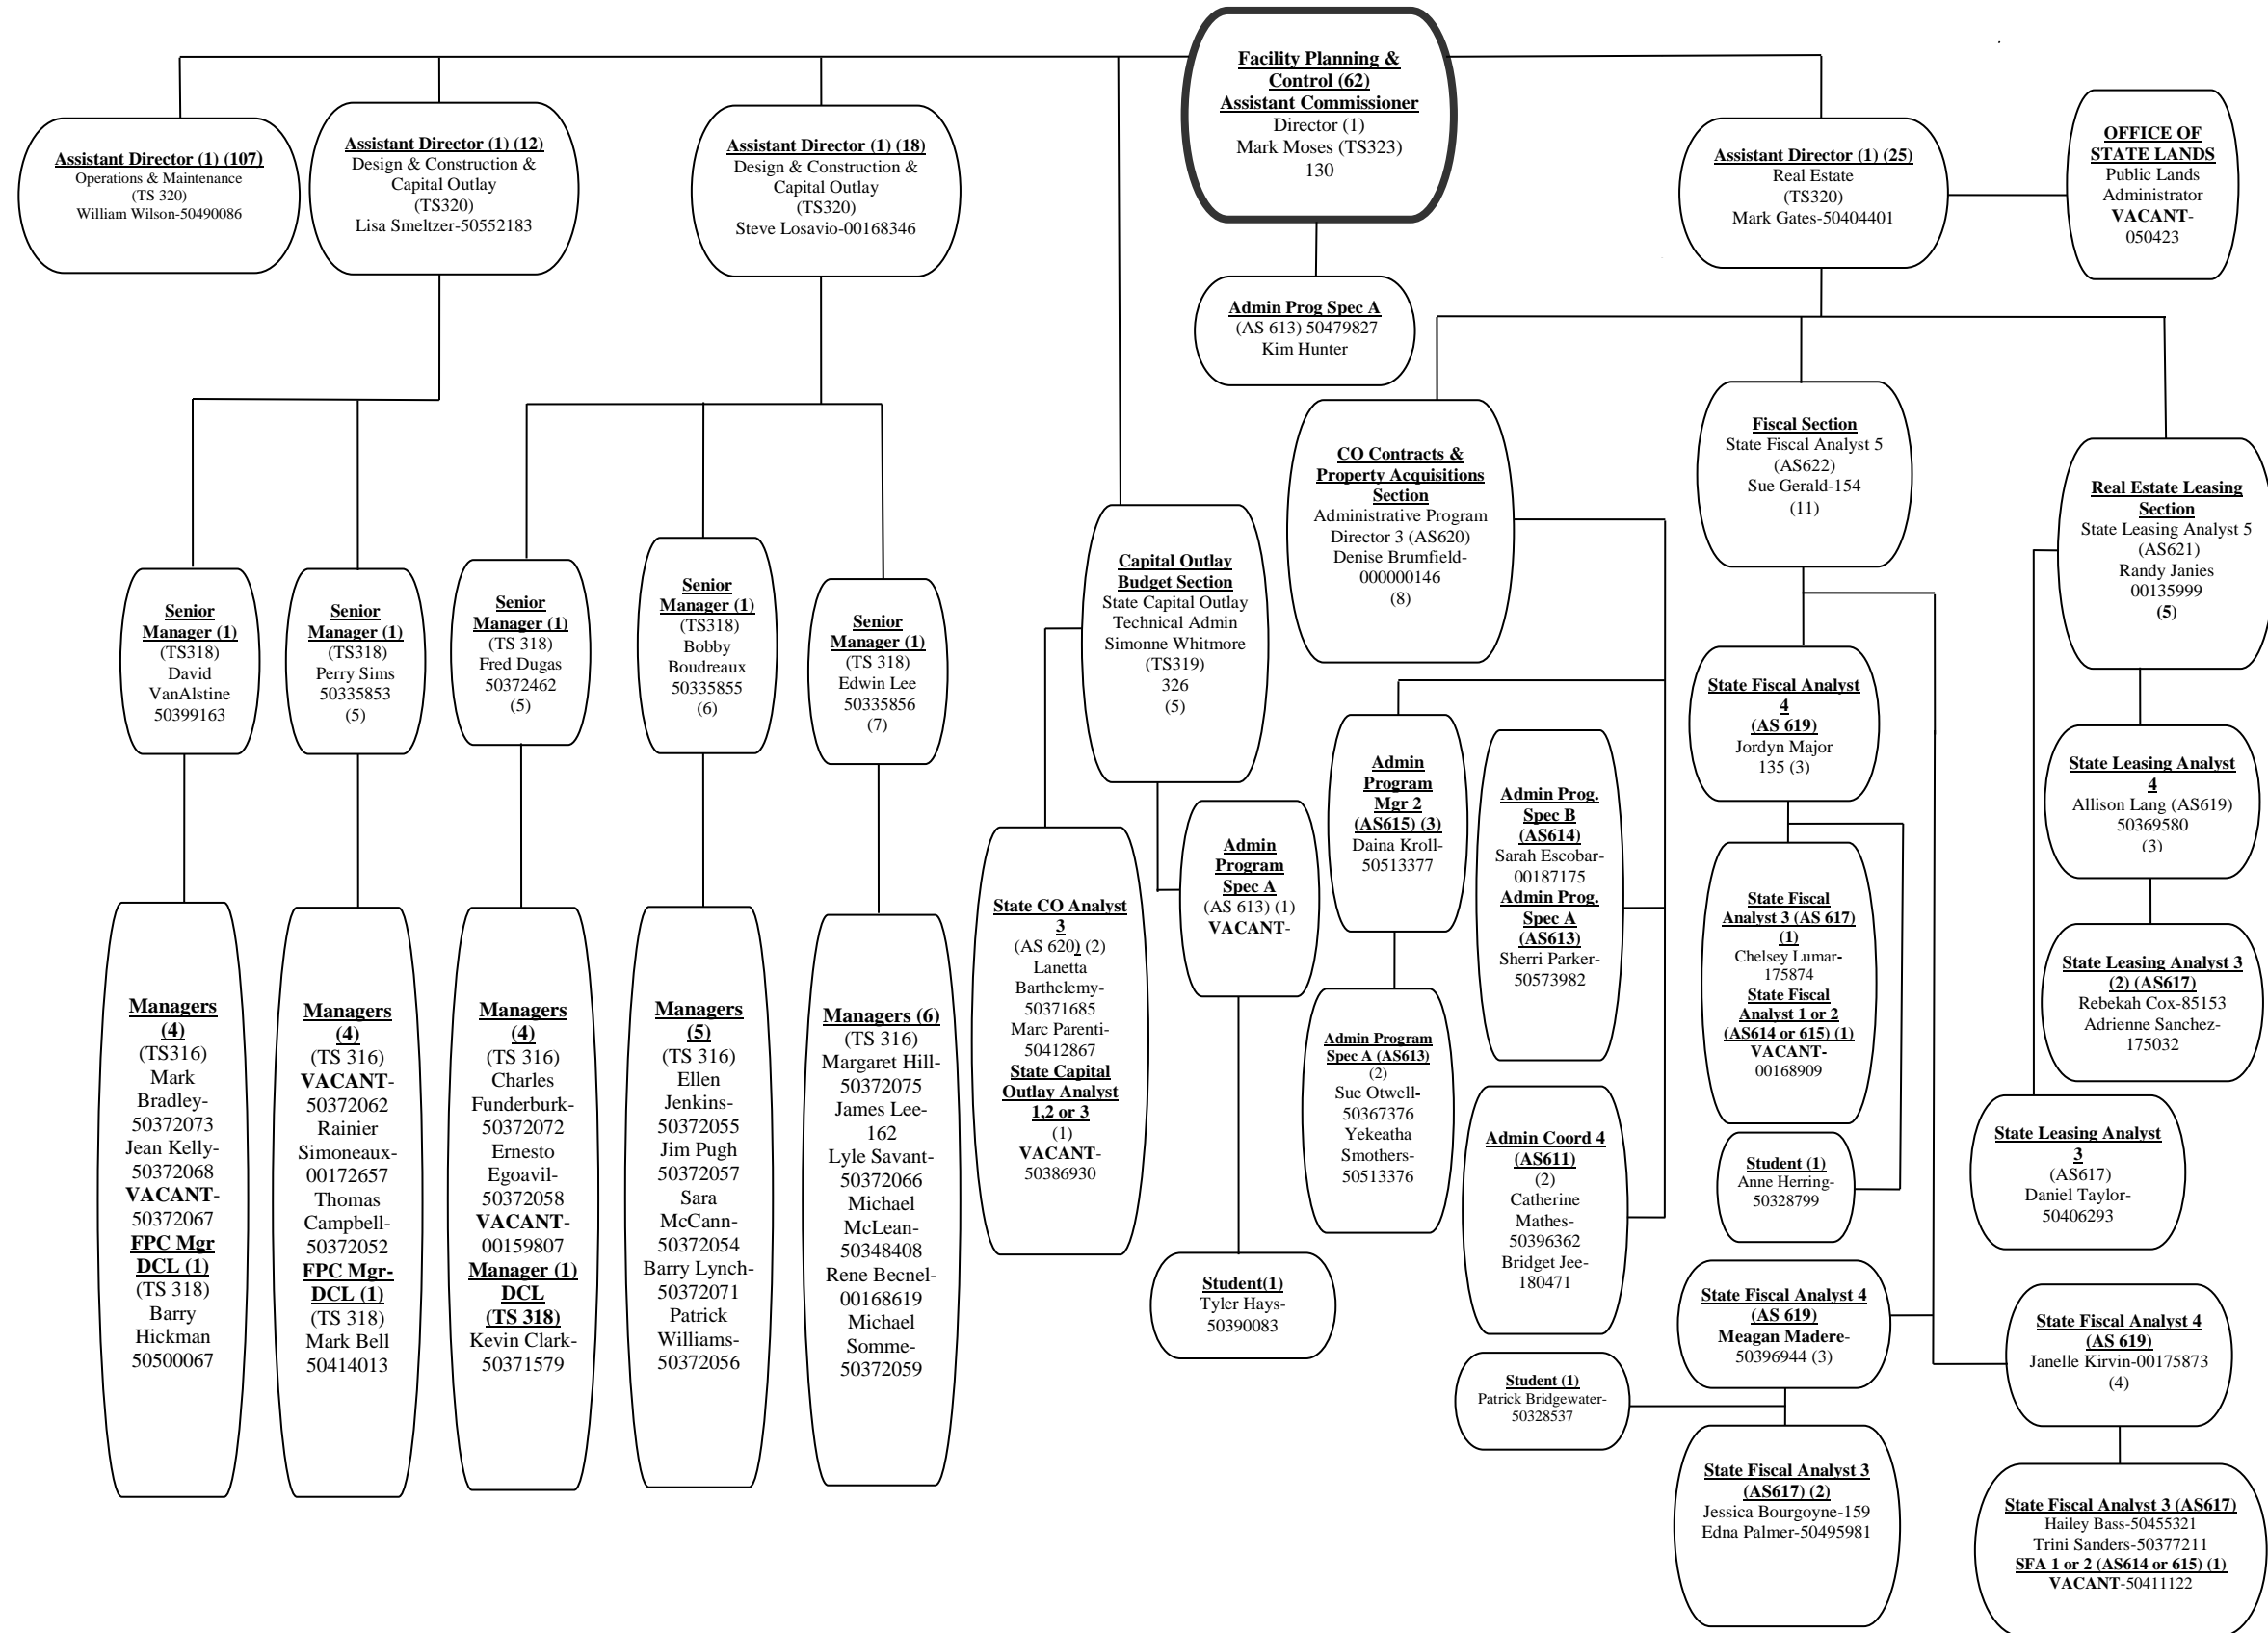 Facility Planning &
Control (62)
Assistant Commissioner
Director (1)
Mark Moses (TS323)
130
Assistant Director (1) (107)
Operations & Maintenance
(TS 320)
William Wilson-50490086
Assistant Director (1) (12)
Design & Construction &
Capital Outlay
(TS320)
Lisa Smeltzer-50552183
Assistant Director (1) (18)
Design & Construction &
Capital Outlay
(TS320)
Steve Losavio-00168346
Assistant Director (1) (25)
Real Estate
(TS320)
Mark Gates-50404401
OFFICE OF
STATE LANDS
Public Lands
Administrator
VACANT-
050423
Admin Prog Spec A
(AS 613) 50479827
Kim Hunter
CO Contracts &
Property Acquisitions
Section
Administrative Program
Director 3 (AS620)
Denise Brumfield-
000000146
(8)
Fiscal Section
State Fiscal Analyst 5
(AS622)
Sue Gerald-154
(11)
Real Estate Leasing
Section
State Leasing Analyst 5
(AS621)
Randy Janies
00135999
(5)
Senior
Manager (1)
(TS318)
David
VanAlstine
50399163
Senior
Manager (1)
(TS318)
Perry Sims
50335853
(5)
Senior
Manager (1)
(TS 318)
Fred Dugas
50372462
(5)
Senior
Manager (1)
(TS318)
Bobby
Boudreaux
50335855
(6)
Senior
Manager (1)
(TS 318)
Edwin Lee
50335856
(7)
Capital Outlay
Budget Section
State Capital Outlay
Technical Admin
Simonne Whitmore
(TS319)
326
(5)
State Fiscal Analyst
4
(AS 619)
Jordyn Major
135 (3)
Admin
Program
Mgr 2
(AS615) (3)
Daina Kroll-
50513377
Admin Prog.
Spec B
(AS614)
Sarah Escobar-
00187175
Admin Prog.
Spec A
(AS613)
Sherri Parker-
50573982
State Leasing Analyst
4
Allison Lang (AS619)
50369580
(3)
Admin
Program
Spec A
(AS 613) (1)
VACANT-
State CO Analyst
3
(AS 620) (2)
Lanetta
Barthelemy-
50371685
Marc Parenti-
50412867
State Capital
Outlay Analyst
1,2 or 3
(1)
VACANT-
50386930
State Fiscal
Analyst 3 (AS 617)
(1)
Chelsey Lumar-
175874
State Fiscal
Analyst 1 or 2
(AS614 or 615) (1)
VACANT-
00168909
State Leasing Analyst 3
(2) (AS617)
Rebekah Cox-85153
Adrienne Sanchez-
175032
Managers
(4)
(TS316)
Mark
Bradley-
50372073
Jean Kelly-
50372068
VACANT-
50372067
FPC Mgr
DCL (1)
(TS 318)
Barry
Hickman
50500067
Managers
(4)
(TS 316)
VACANT-
50372062
Rainier
Simoneaux-
00172657
Thomas
Campbell-
50372052
FPC Mgr-
DCL (1)
(TS 318)
Mark Bell
50414013
Managers
(4)
(TS 316)
Charles
Funderburk-
50372072
Ernesto
Egoavil-
50372058
VACANT-
00159807
Manager (1)
DCL
(TS 318)
Kevin Clark-
50371579
Managers
(5)
(TS 316)
Ellen
Jenkins-
50372055
Jim Pugh
50372057
Sara
McCann-
50372054
Barry Lynch-
50372071
Patrick
Williams-
50372056
Managers (6)
(TS 316)
Margaret Hill-
50372075
James Lee-
162
Lyle Savant-
50372066
Michael
McLean-
50348408
Rene Becnel-
00168619
Michael
Somme-
50372059
Admin Program
Spec A (AS613)
(2)
Sue Otwell-
50367376
Yekeatha
Smothers-
50513376
Admin Coord 4
(AS611)
(2)
Catherine
Mathes-
50396362
Bridget Jee-
180471
Student (1)
Anne Herring-
50328799
State Leasing Analyst
3
(AS617)
Daniel Taylor-
50406293
Student(1)
Tyler Hays-
50390083
State Fiscal Analyst 4
(AS 619)
Meagan Madere-
50396944 (3)
State Fiscal Analyst 4
(AS 619)
Janelle Kirvin-00175873
(4)
Student (1)
Patrick Bridgewater-
50328537
State Fiscal Analyst 3
(AS617) (2)
Jessica Bourgoyne-159
Edna Palmer-50495981
State Fiscal Analyst 3 (AS617)
Hailey Bass-50455321
Trini Sanders-50377211
SFA 1 or 2 (AS614 or 615) (1)
VACANT-50411122